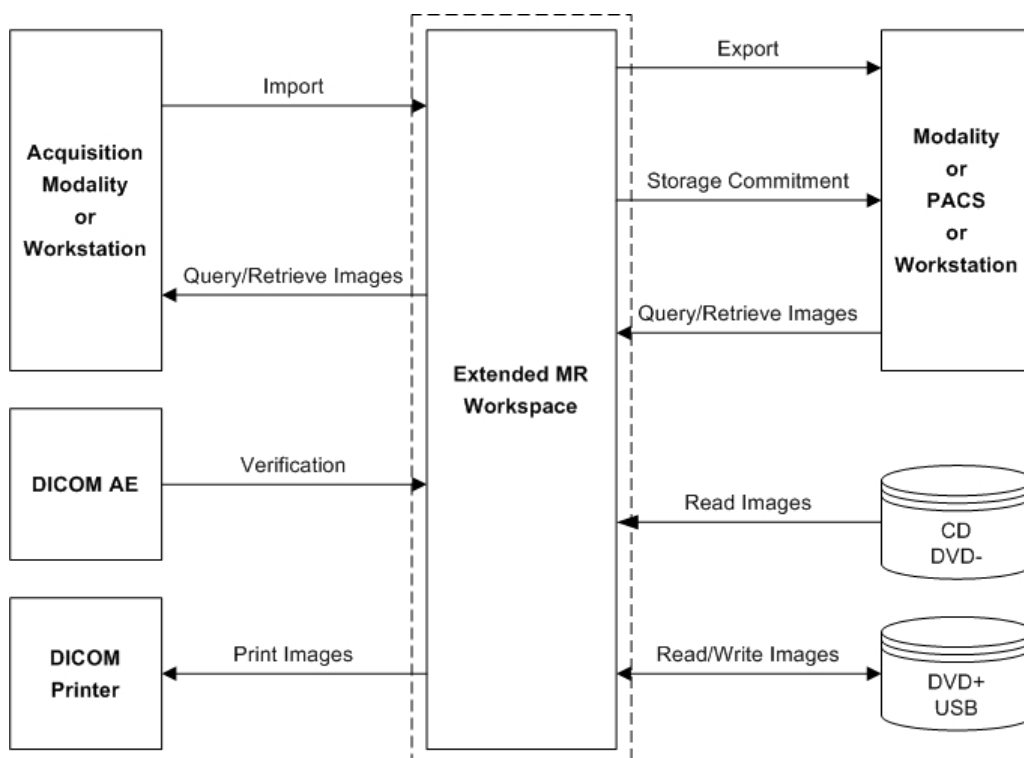 Export
Import
Acquisition
Modality
or
Workstation
Modality
or
PACS
or
Workstation
Storage Commitment
Query/Retrieve Images
Query/Retrieve Images
Extended MR
Workspace
Verification
DICOM AE
Read Images
CD
DVD-
Print Images
DICOM
Printer
Read/Write Images
DVD+
USB